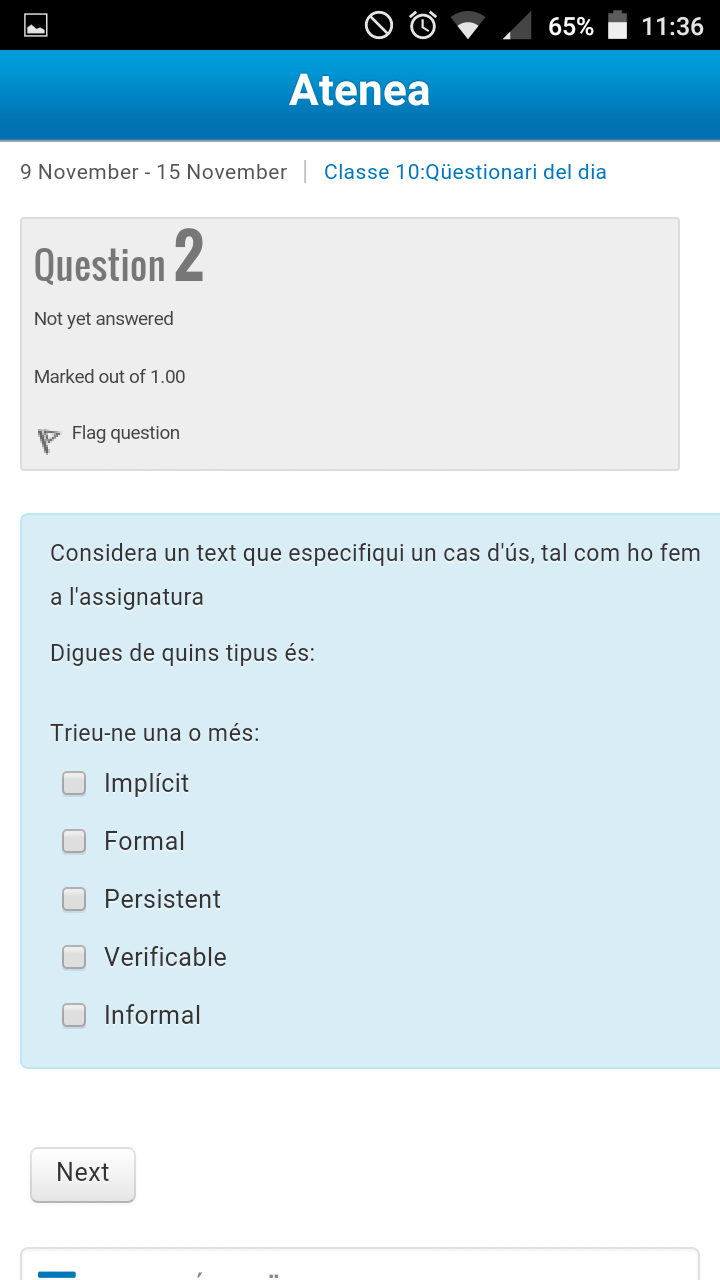 65% 11:36
Atenea
9 November - 15 November Classe 10:Qüestionari del dia
Question 2
Not yet answered
Marked out of 1.00
Flag question
Considera un text que especifiqui un cas d'ús, tal com ho fem
a l'assignatura
Digues de quins tipus és:
Trieu-ne una o més:
Implícit
Formal
Persistent
Verificable
Informal
Next